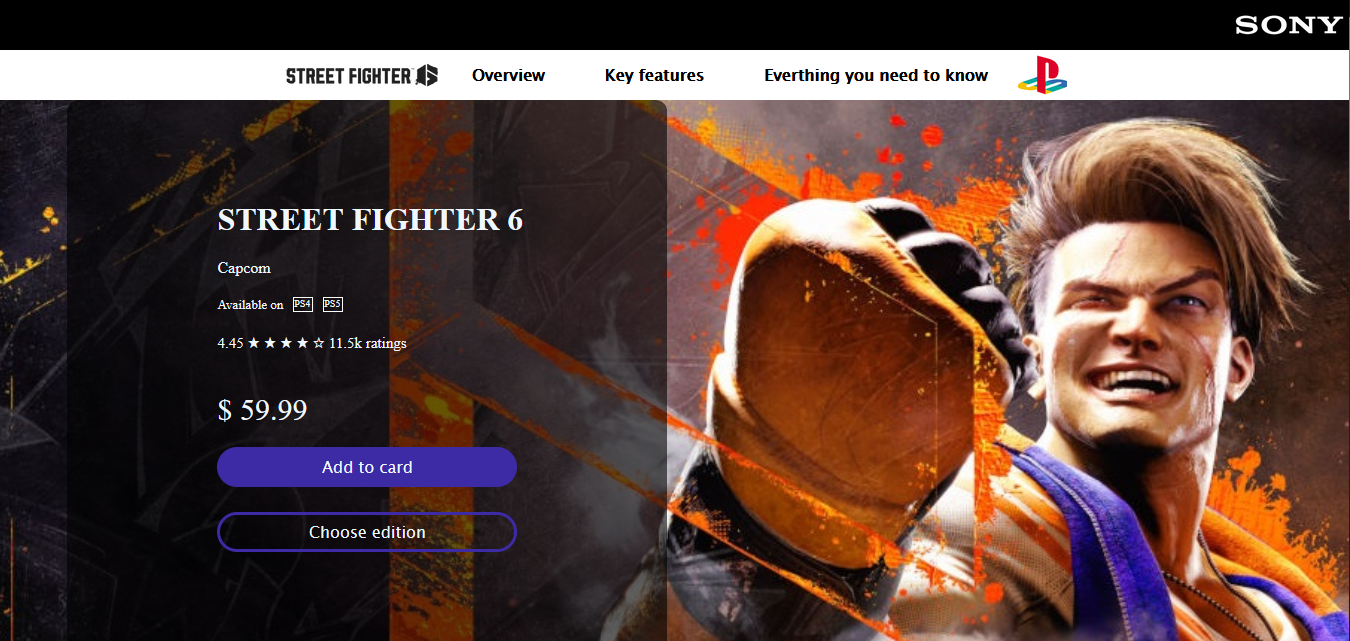 SONY
STREET FIGHTER 6 Overview Key features Everthing you need to know
STREET FIGHTER 6
Capcom
Available on PS4 PS5
4.45 ★ ★ ★ ★ ☆ 11.5k ratings
$ 59.99
Add to card
Choose edition